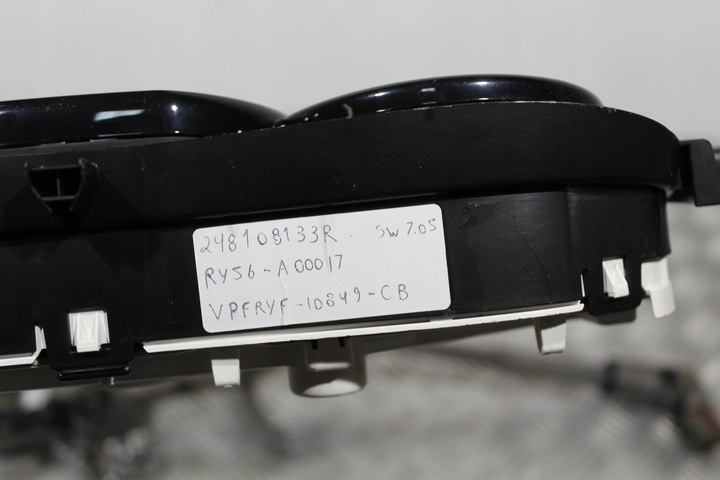 248108133R. SW 7.05
RY56-A00017
VPFRYF-10849-CB